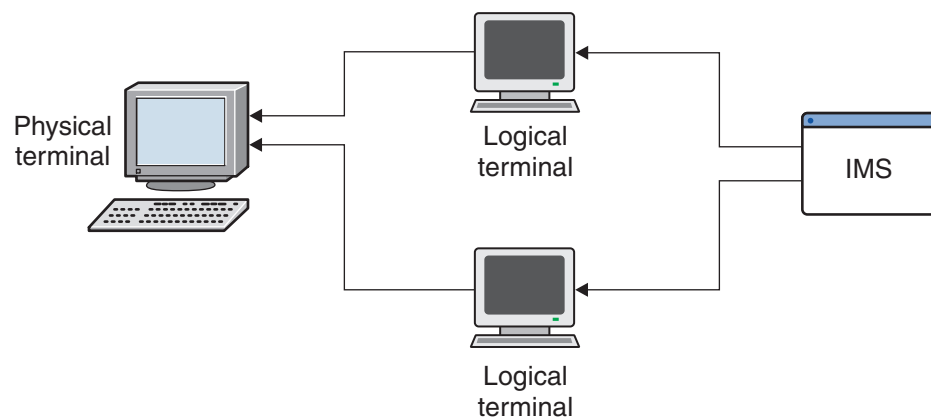 Physical
terminal
Logical
terminal
IMS
Logical
terminal